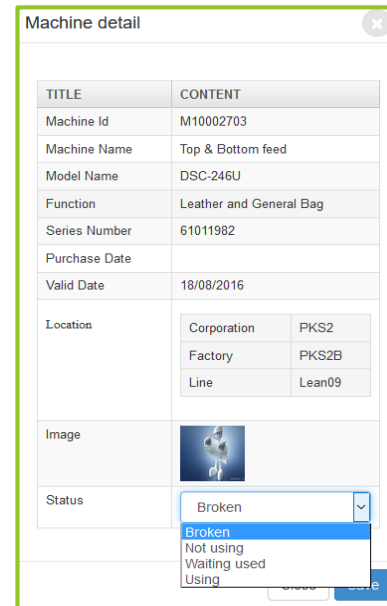 Machine detail
TITLE CONTENT
Machine Id M10002703
Machine Name Top & Bottom feed
Model Name DSC-246U
Function Leather and General Bag
Series Number 61011982
Purchase Date
Valid Date 18/08/2016
Location
Corporation PKS2
Factory PKS2B
Line Lean09
Image
Status Broken
Broken
Not using
Waiting used
Using
Close Save